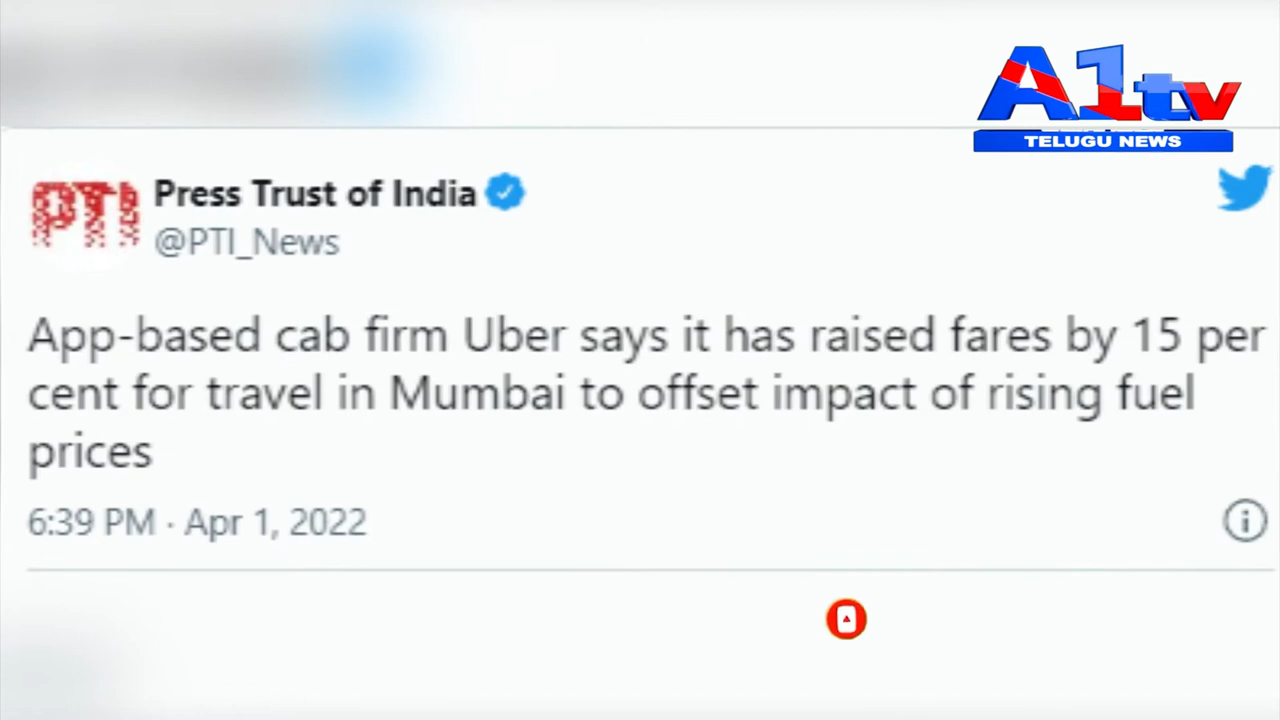 A1tv
TELUGU NEWS
PTI
Press Trust of India
@PTI_News
App-based cab firm Uber says it has raised fares by 15 per
cent for travel in Mumbai to offset impact of rising fuel
prices
6:39 PM · Apr 1, 2022